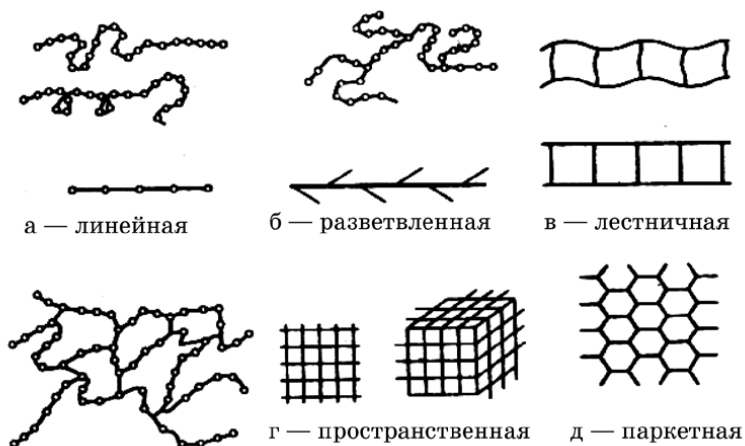 а — линейная
б — разветвленная
в — лестничная
г — пространственная
д — паркетная